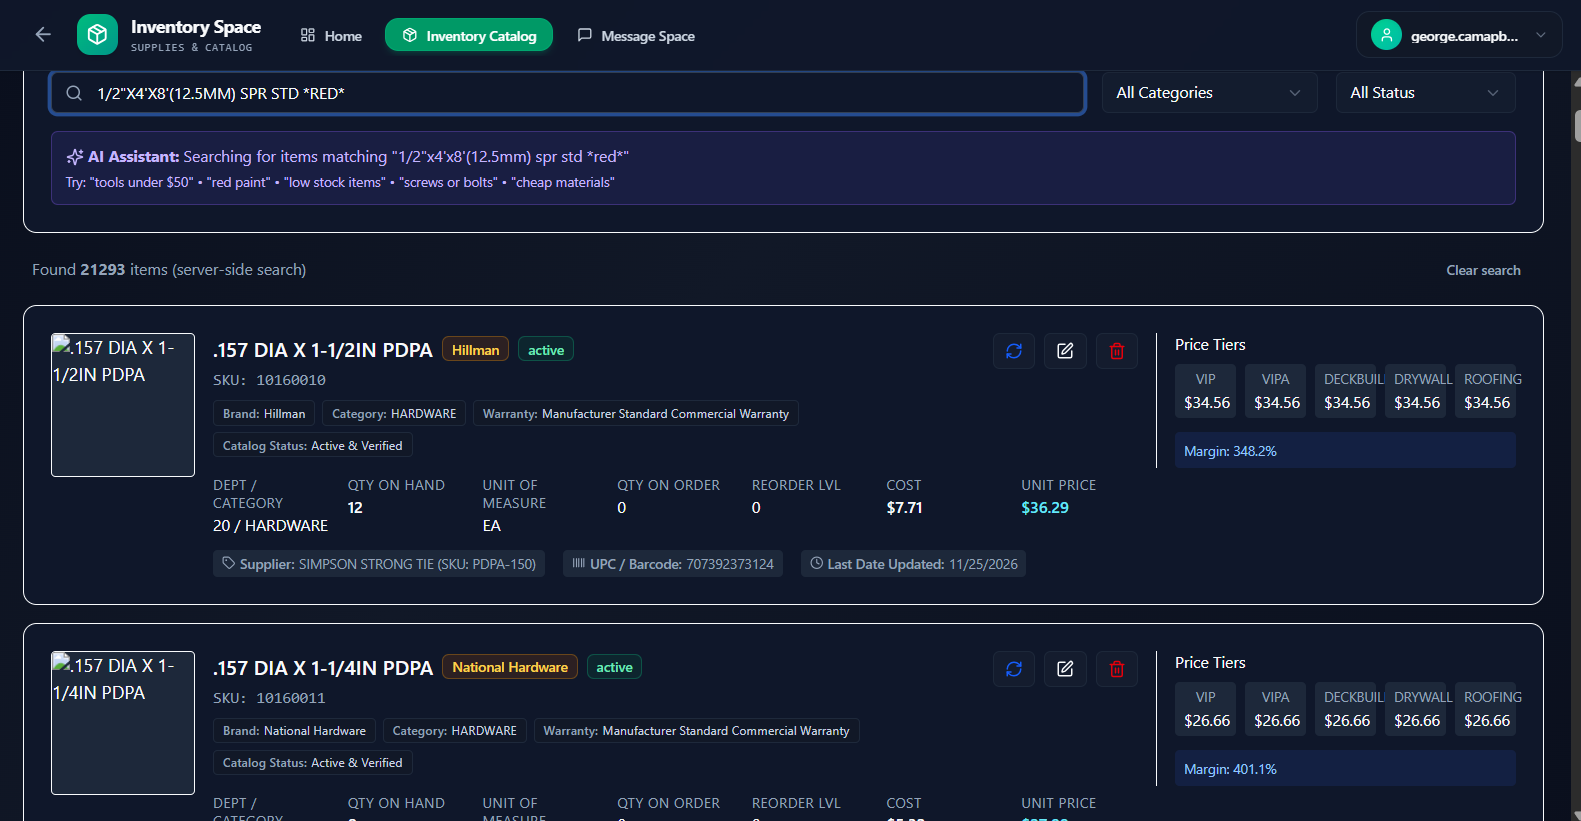 Inventory Space
SUPPLIES & CATALOG
Home
Inventory Catalog
Message Space
george.camapb...
1/2"X4'X8'(12.5MM) SPR STD *RED*
All Categories
All Status
AI Assistant: Searching for items matching "1/2"x4'x8'(12.5mm) spr std *red*"
Try: "tools under $50" • "red paint" • "low stock items" • "screws or bolts" • "cheap materials"
Found 21293 items (server-side search)
Clear search
.157 DIA X 1-
1/2IN PDPA
.157 DIA X 1-1/2IN PDPA
Hillman
active
SKU: 10160010
Brand: Hillman
Category: HARDWARE
Warranty: Manufacturer Standard Commercial Warranty
Catalog Status: Active & Verified
DEPT /
CATEGORY
20 / HARDWARE
QTY ON HAND
12
UNIT OF
MEASURE
EA
QTY ON ORDER
0
REORDER LVL
0
COST
$7.71
UNIT PRICE
$36.29
Supplier: SIMPSON STRONG TIE (SKU: PDPA-150)
UPC / Barcode: 707392373124
Last Date Updated: 11/25/2026
Price Tiers
VIP
$34.56
VIPA
$34.56
DECKBUIL
$34.56
DRYWALL
$34.56
ROOFING
$34.56
Margin: 348.2%
.157 DIA X 1-
1/4IN PDPA
.157 DIA X 1-1/4IN PDPA
National Hardware
active
SKU: 10160011
Brand: National Hardware
Category: HARDWARE
Warranty: Manufacturer Standard Commercial Warranty
Catalog Status: Active & Verified
DEPT /
CATEGORY
QTY ON HAND
UNIT OF
MEASURE
QTY ON ORDER
REORDER LVL
COST
UNIT PRICE
Price Tiers
VIP
$26.66
VIPA
$26.66
DECKBUIL
$26.66
DRYWALL
$26.66
ROOFING
$26.66
Margin: 401.1%